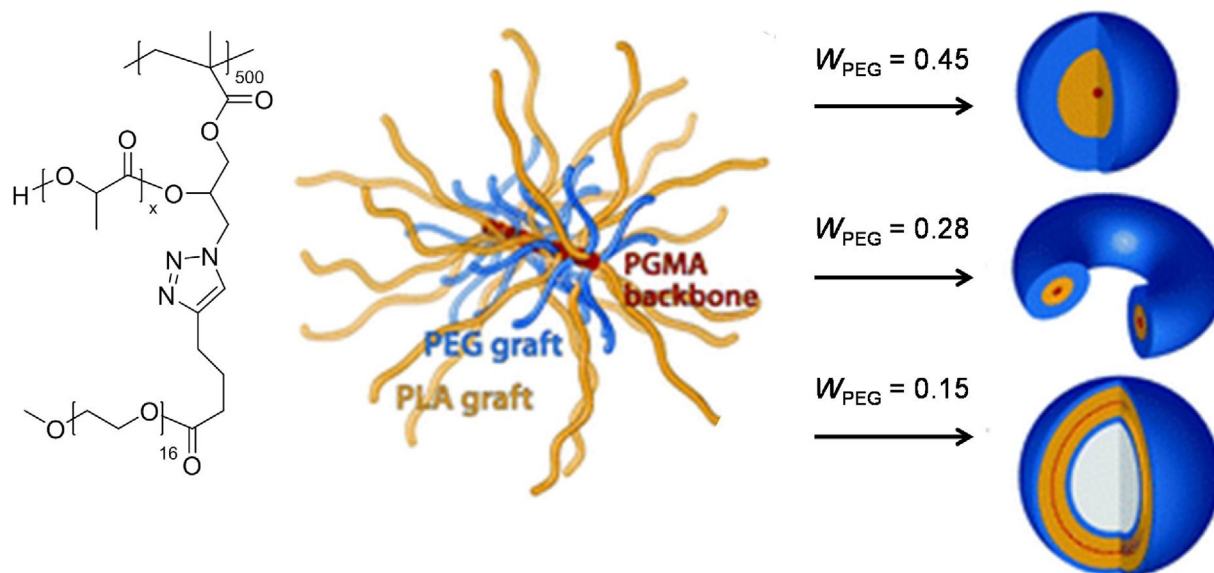 500
O
O
O
O
H
O
x
N
N
N
O
O
O
16
O
PGMA
backbone
PEG graft
PLA graft
W_PEG = 0.45
W_PEG = 0.28
W_PEG = 0.15